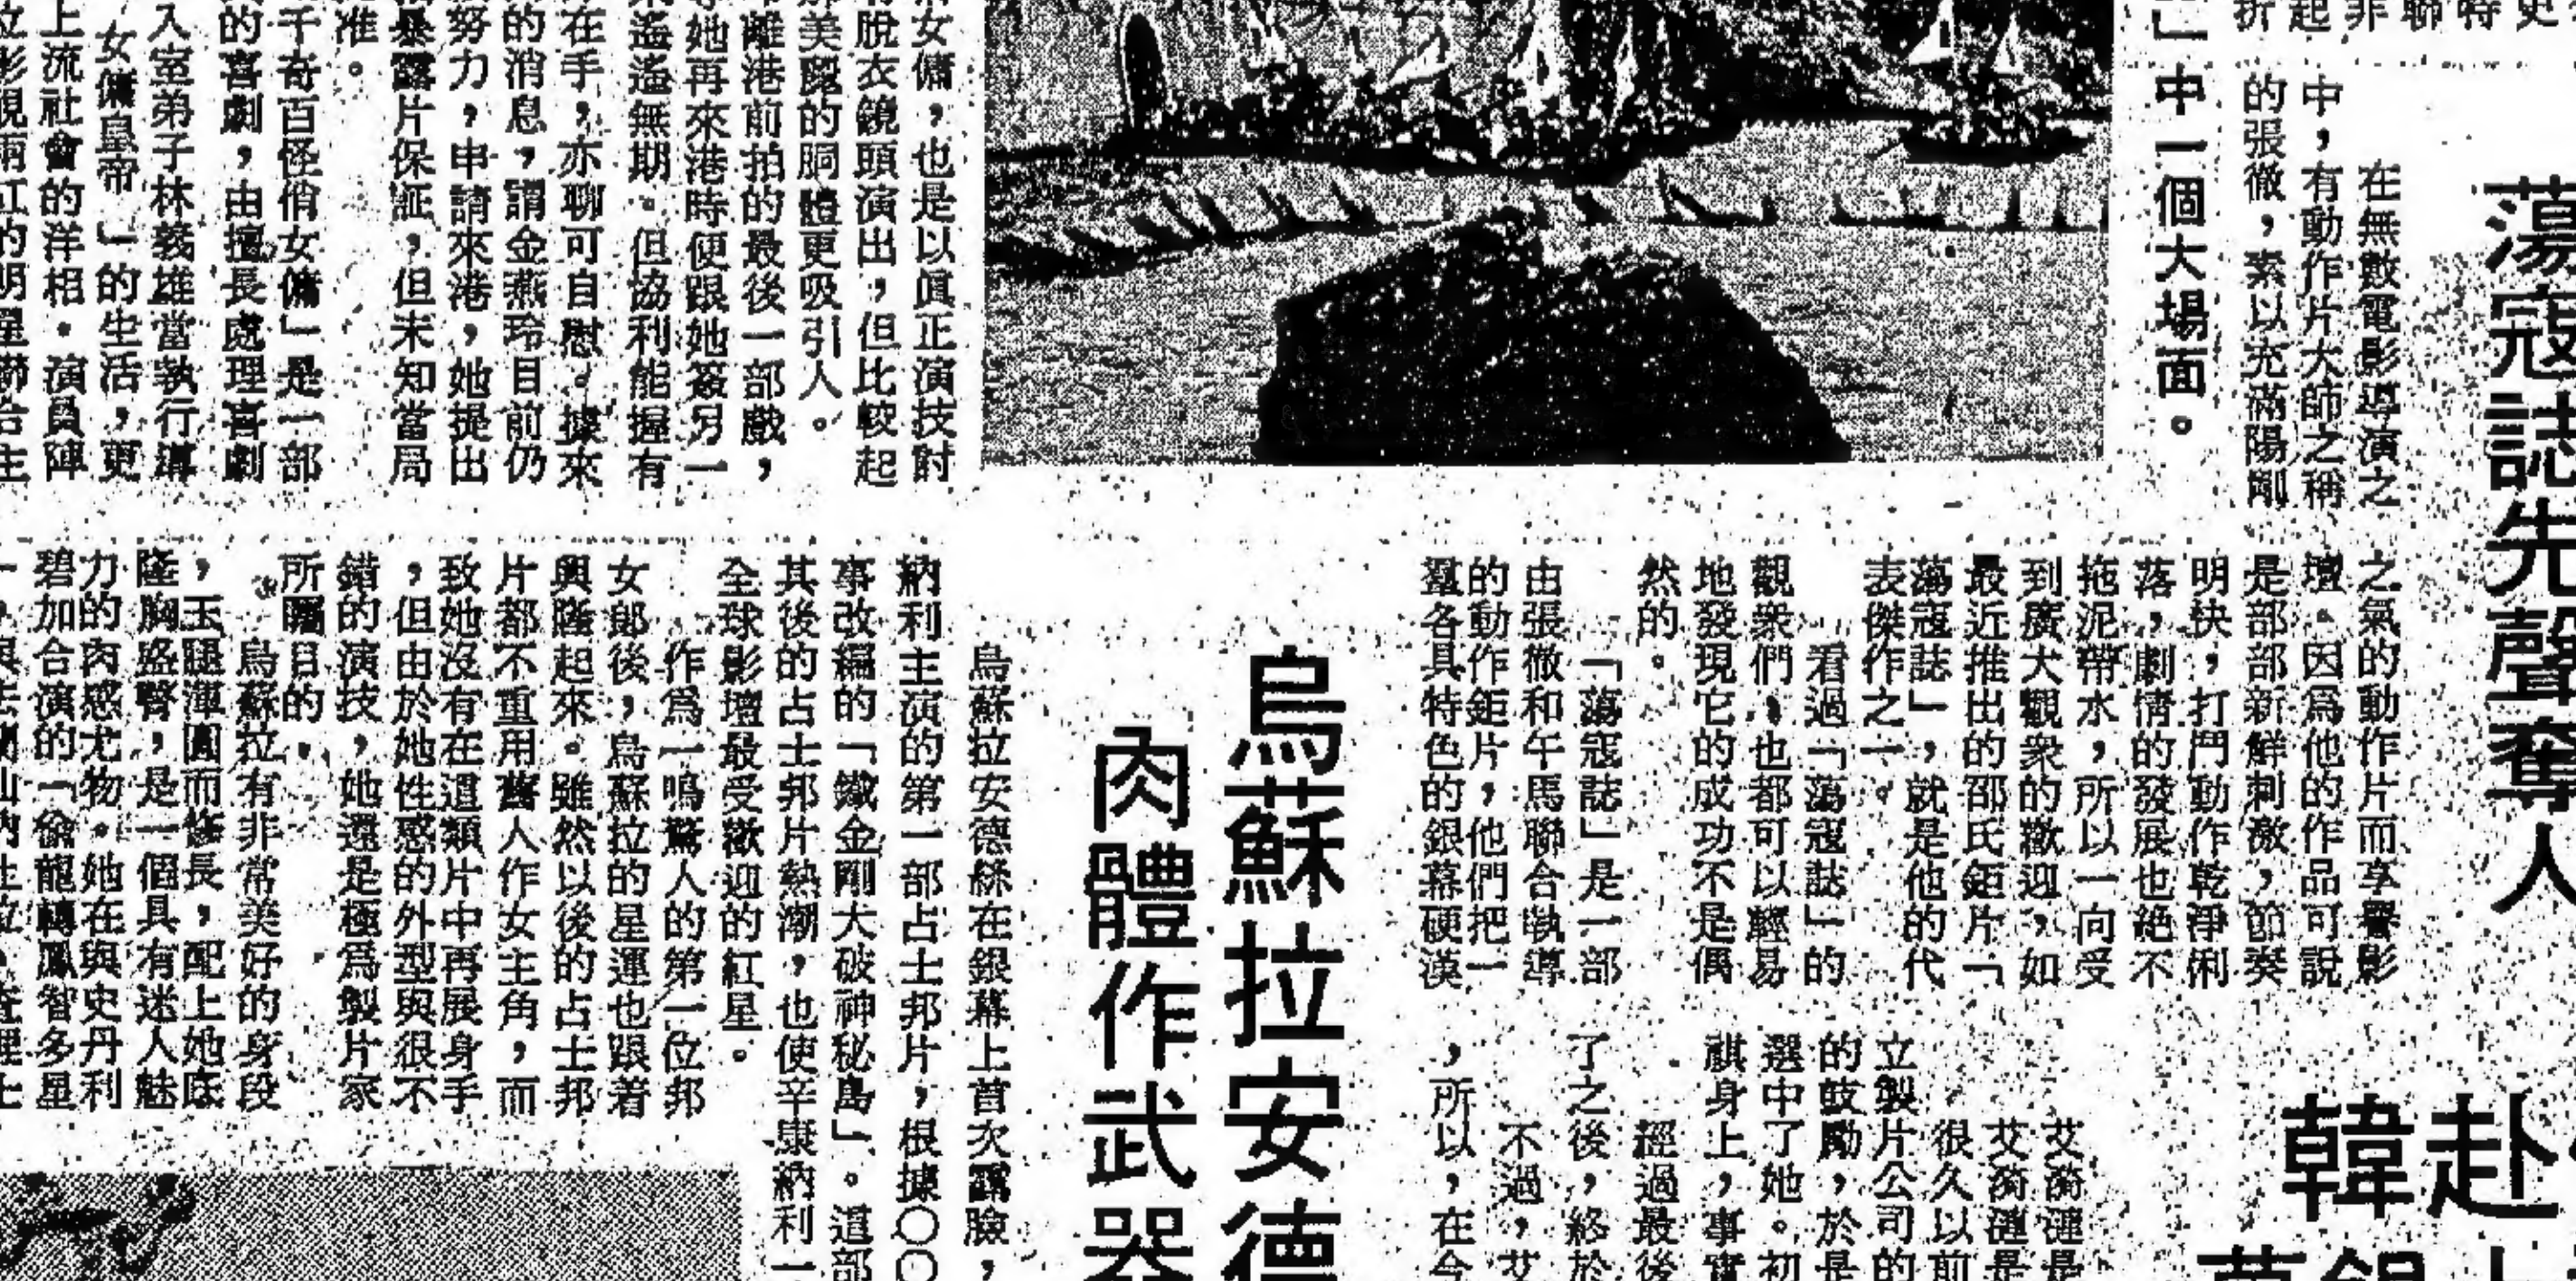 史
特
聯
非
起
折
」中一個大場面。
蕩寇誌先聲奪人
在無數電影導演之
中，有動作片大師之稱
的張徹，素以充滿陽剛
之氣的動作片而享譽影
壇。因爲他的作品可說
是部部新鮮刺激，節奏
明快，打鬥動作乾淨俐
落，劇情的發展也絕不
拖泥帶水，所以一向受
到廣大觀衆的歡迎，如
最近推出的邵氏鉅片「
蕩寇誌」，就是他的代
表傑作之一。
看過「蕩寇誌」的
觀衆們，也都可以輕易
地發現它的成功不是偶
然的。
「蕩寇誌」是一部
由張徹和午馬聯合執導
的動作鉅片，他們把一
羣各具特色的銀幕硬漢
女傭，也是以眞正演技討
脫衣鏡頭演出，但比較起
美麗的胴體更吸引人。
離港前拍的最後一部戲，
她再來港時便跟她簽另一
遙遙無期。但協利能握有
在手，亦聊可自慰。據來
的消息，謂金燕玲目前仍
努力，申請來港，她提出
暴露片保証，但未知當局
准。
千奇百怪俏女傭」是一部
的喜劇，由擅長處理喜劇
入室弟子林義雄當執行導
女傭皇帝」的生活，更
上流社會的洋相。演員陣
赴
韓
艾漪漣是
艾漪漣是
很久以前
立製片公司的
的鼓勵，於是
選中了她。初
麒身上，事實
經過最後
了之後，終於
不過，艾
，所以，在今
烏蘇拉安德
肉體作武器
烏蘇拉安德絲在銀幕上首次露臉，
納利主演的第一部占士邦片，根據〇〇
事改編的「鐵金剛大破神秘島」。這部
其後的占士邦片熱潮，也使辛康納利一
全球影壇最受歡迎的紅星。
作爲一鳴驚人的第一位邦
女郎後，烏蘇拉的星運也跟着
興隆起來。雖然以後的占士邦
片都不重用舊人作女主角，而
致她沒有在這類片中再展身手
，但由於她性感的外型與很不
錯的演技，她還是極爲製片家
所矚目的。
烏蘇拉有非常美好的身段
，玉腿渾圓而修長，配上她底
隆胸盛臀，是一個具有迷人魅
力的肉感尤物。她在與史丹利
碧加合演的「偷龍轉鳳智多星